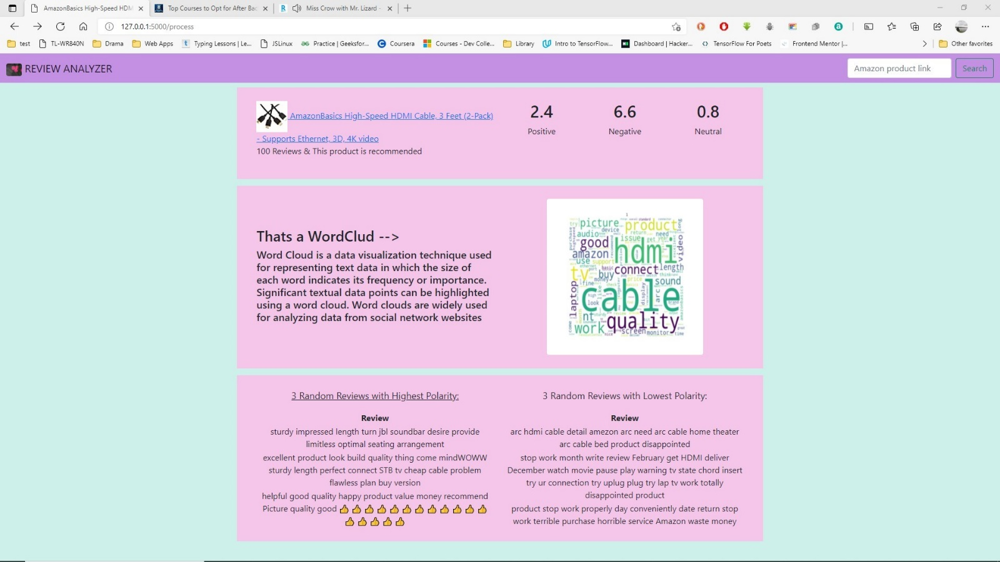 AmazonBasics High-Speed HDM
Top Courses to Opt for After Bac
Miss Crow with Mr. Lizard -
127.0.0.1:5000/process
test
TL-WR840N
Drama
Web Apps
Typing Lessons | Le...
JSLinux
Practice | Geeksfor...
Coursera
Courses - Dev Colle...
Library
Intro to TensorFlow...
Dashboard | Hacker...
TensorFlow For Poets
Frontend Mentor |...
Other favorites
REVIEW ANALYZER
Amazon product link
Search
AmazonBasics High-Speed HDMI Cable, 3 Feet (2-Pack)
- Supports Ethernet, 3D, 4K video
100 Reviews & This product is recommended
2.4
Positive
6.6
Negative
0.8
Neutral
Thats a WordClud -->
Word Cloud is a data visualization technique used
for representing text data in which the size of
each word indicates its frequency or importance.
Significant textual data points can be highlighted
using a word cloud. Word clouds are widely used
for analyzing data from social network websites
try
picture
product
audio
device
return
need
long
good
issue
get
hdmi
video
amazon
use
support
tv
buy
connect
length
basic
money
price
think
fine
sound
laptop
like
display
arc
cable
look
nt
work
quality
screen
monitor
time
come
nice
3 Random Reviews with Highest Polarity:
Review
sturdy impressed length turn jbl soundbar desire provide
limitless optimal seating arrangement
excellent product look build quality thing come mindWOWW
sturdy length perfect connect STB tv cheap cable problem
flawless plan buy version
helpful good quality happy product value money recommend
Picture quality good 👍 👍 👍 👍 👍 👍 👍 👍 👍 👍 👍 👍
👍 👍 👍 👍 👍
3 Random Reviews with Lowest Polarity:
Review
arc hdmi cable detail amezon arc need arc cable home theater
arc cable bed product disappointed
stop work month write review February get HDMI deliver
December watch movie pause play warning tv state chord insert
try ur connection try uplug plug try lap tv work totally
disappointed product
product stop work properly day conveniently date return stop
work terrible purchase horrible service Amazon waste money